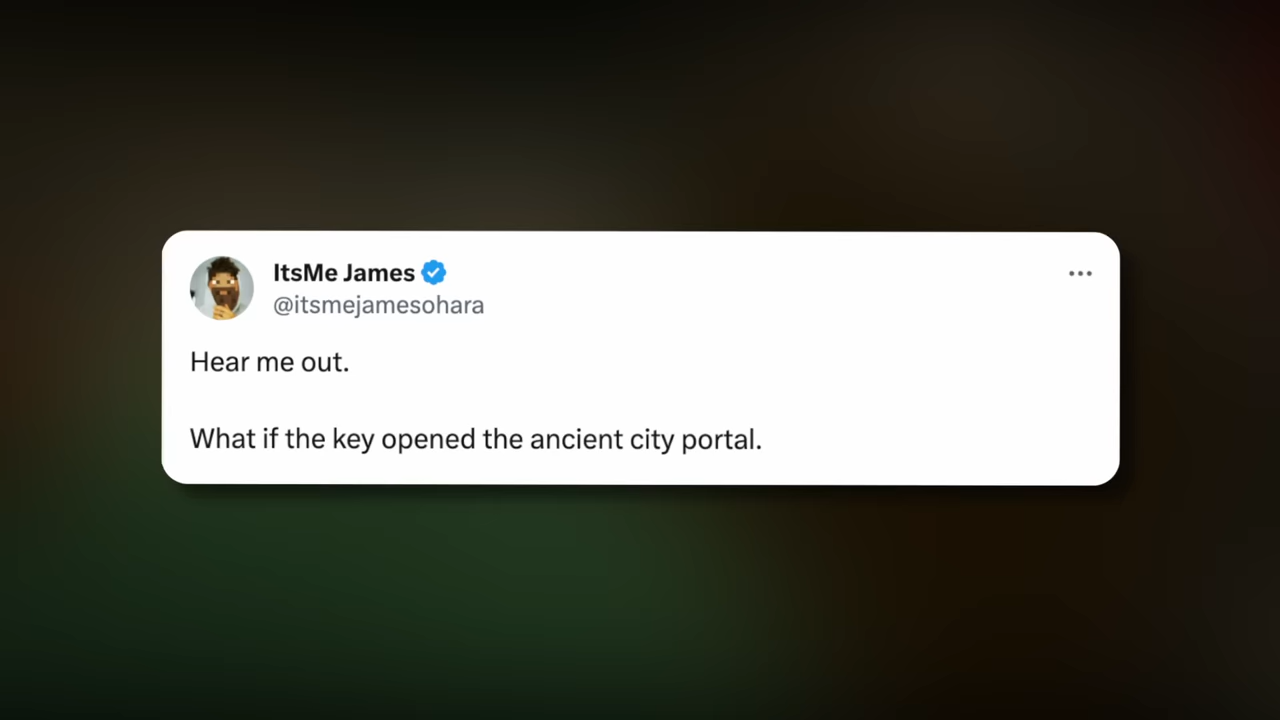 ItsMe James
@itsmejamesohara
Hear me out.
What if the key opened the ancient city portal.